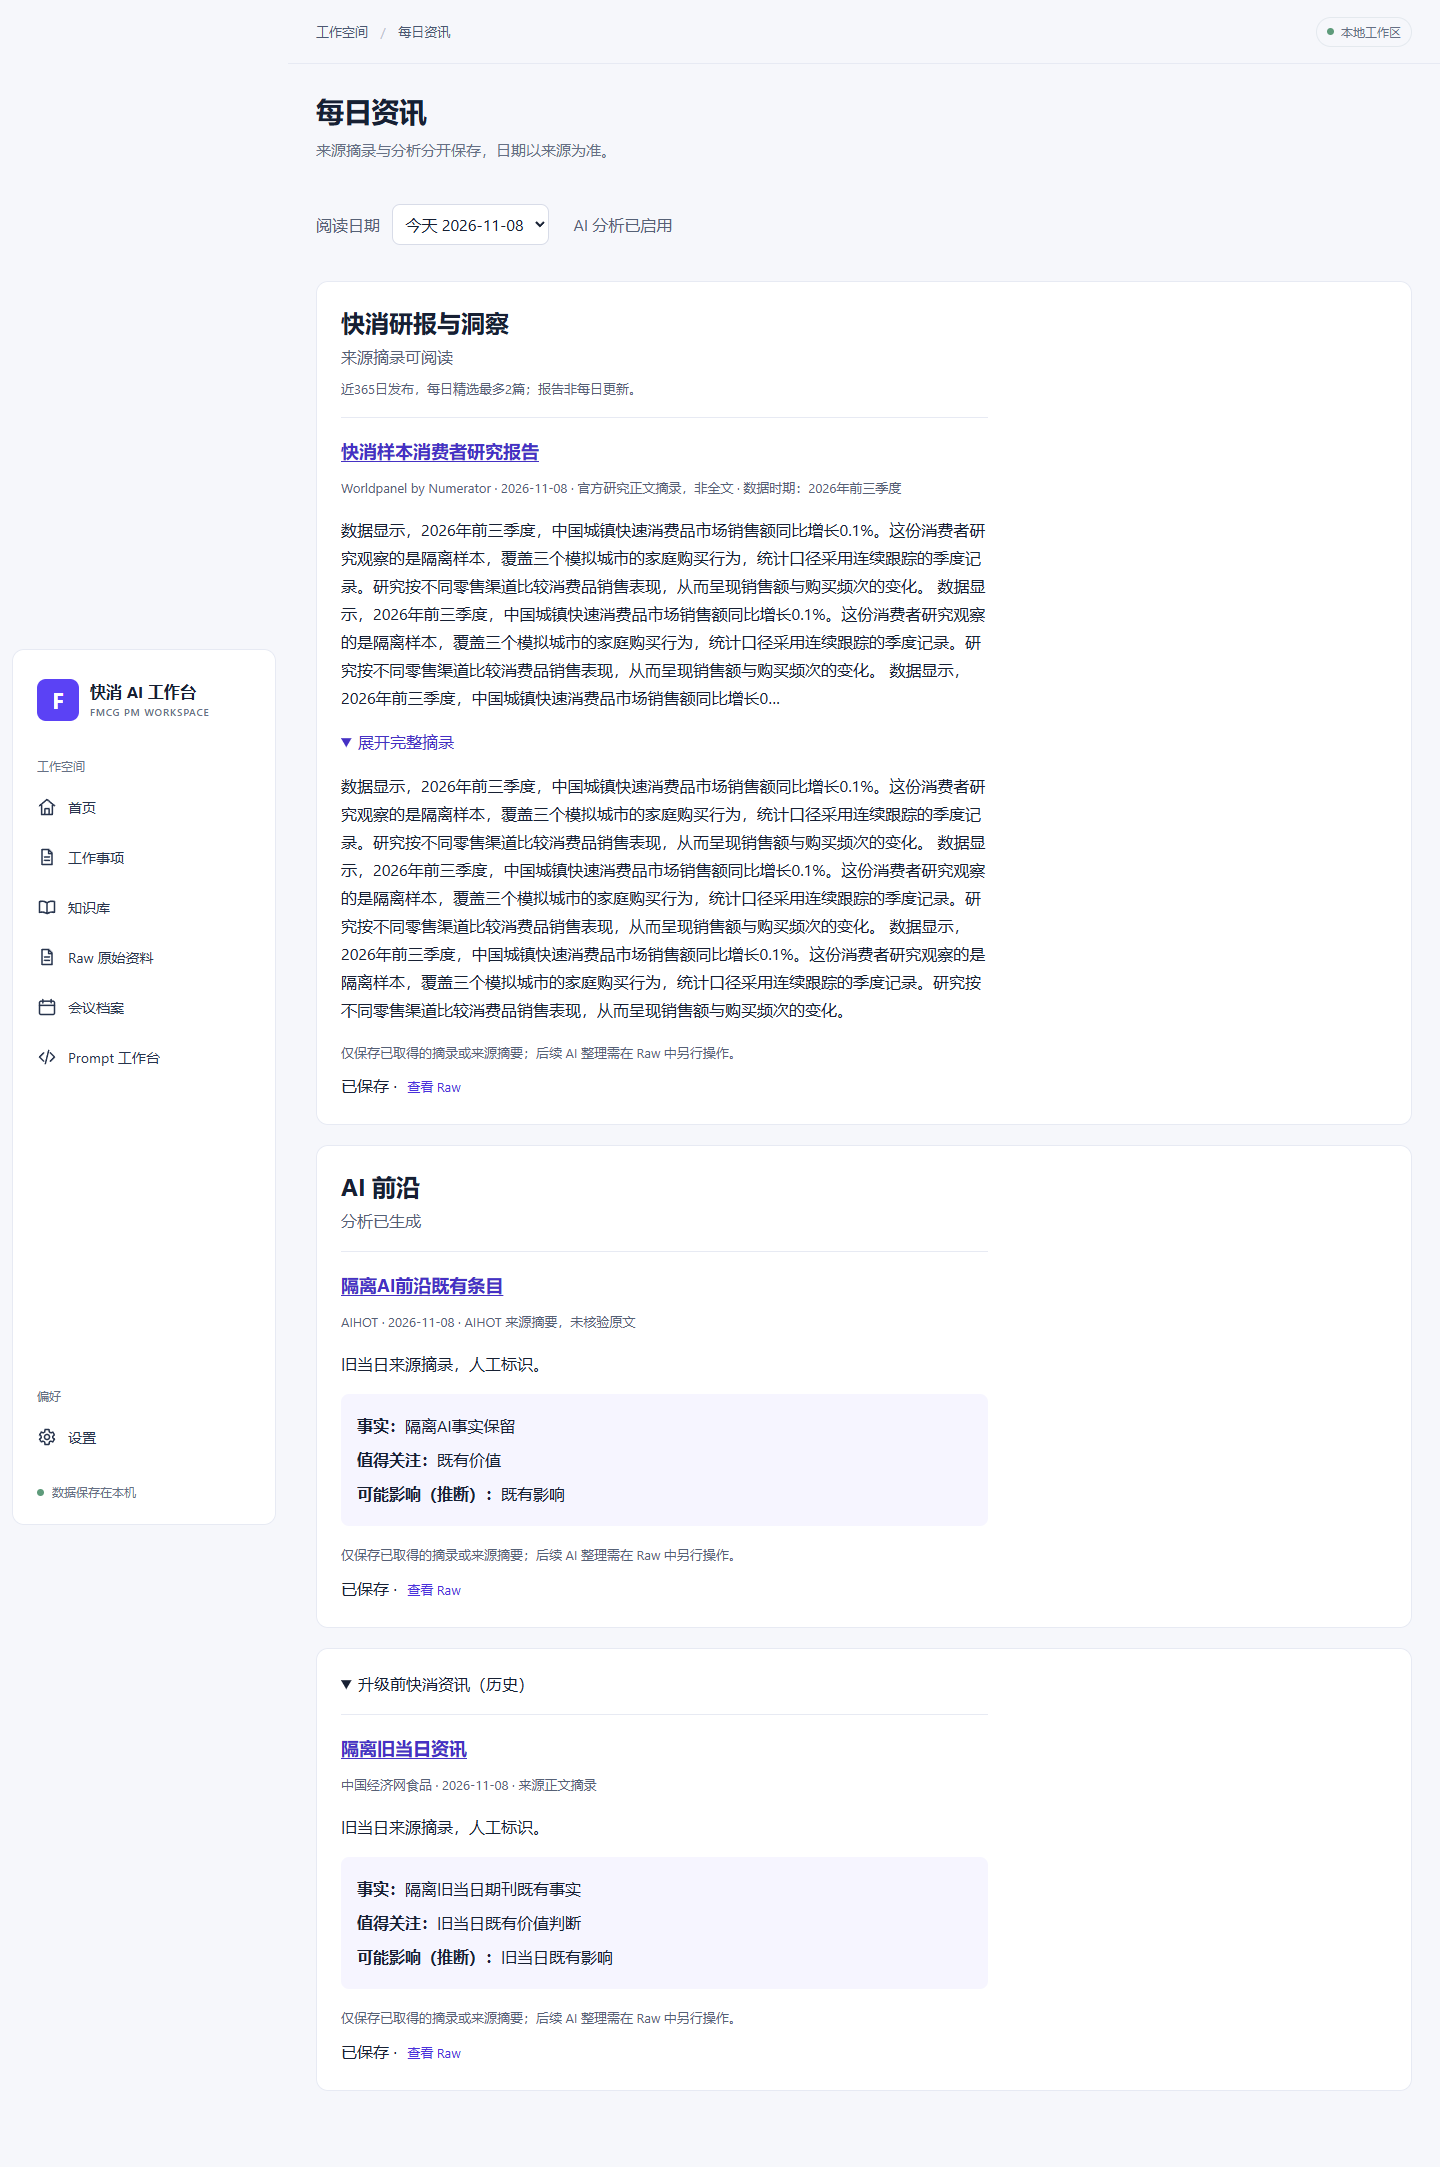 工作空间 / 每日资讯
本地工作区
每日资讯
来源摘录与分析分开保存，日期以来源为准。
阅读日期 今天 2026-11-08 AI 分析已启用
快消研报与洞察
来源摘录可阅读
近365日发布，每日精选最多2篇；报告非每日更新。
快消样本消费者研究报告
Worldpanel by Numerator · 2026-11-08 · 官方研究正文摘录，非全文 · 数据时期：2026年前三季度
数据显示，2026年前三季度，中国城镇快速消费品市场销售额同比增长0.1%。这份消费者研
究观察的是隔离样本，覆盖三个模拟城市的家庭购买行为，统计口径采用连续跟踪的季度记
录。研究按不同零售渠道比较消费品销售表现，从而呈现销售额与购买频次的变化。 数据显
示，2026年前三季度，中国城镇快速消费品市场销售额同比增长0.1%。这份消费者研究观察
的是隔离样本，覆盖三个模拟城市的家庭购买行为，统计口径采用连续跟踪的季度记录。研
究按不同零售渠道比较消费品销售表现，从而呈现销售额与购买频次的变化。 数据显示，
2026年前三季度，中国城镇快速消费品市场销售额同比增长0...
▼ 展开完整摘录
数据显示，2026年前三季度，中国城镇快速消费品市场销售额同比增长0.1%。这份消费者研
究观察的是隔离样本，覆盖三个模拟城市的家庭购买行为，统计口径采用连续跟踪的季度记
录。研究按不同零售渠道比较消费品销售表现，从而呈现销售额与购买频次的变化。 数据显
示，2026年前三季度，中国城镇快速消费品市场销售额同比增长0.1%。这份消费者研究观察
的是隔离样本，覆盖三个模拟城市的家庭购买行为，统计口径采用连续跟踪的季度记录。研
究按不同零售渠道比较消费品销售表现，从而呈现销售额与购买频次的变化。 数据显示，
2026年前三季度，中国城镇快速消费品市场销售额同比增长0.1%。这份消费者研究观察的是
隔离样本，覆盖三个模拟城市的家庭购买行为，统计口径采用连续跟踪的季度记录。研究按
不同零售渠道比较消费品销售表现，从而呈现销售额与购买频次的变化。
仅保存已取得的摘录或来源摘要；后续 AI 整理需在 Raw 中另行操作。
已保存 · 查看 Raw
AI 前沿
分析已生成
隔离AI前沿既有条目
AIHOT · 2026-11-08 · AIHOT 来源摘要，未核验原文
旧当日来源摘录，人工标识。
事实：隔离AI事实保留
值得关注：既有价值
可能影响（推断）：既有影响
仅保存已取得的摘录或来源摘要；后续 AI 整理需在 Raw 中另行操作。
已保存 · 查看 Raw
▼ 升级前快消资讯（历史）
隔离旧当日资讯
中国经济网食品 · 2026-11-08 · 来源正文摘录
旧当日来源摘录，人工标识。
事实：隔离旧当日期刊既有事实
值得关注：旧当日既有价值判断
可能影响（推断）：旧当日既有影响
仅保存已取得的摘录或来源摘要；后续 AI 整理需在 Raw 中另行操作。
已保存 · 查看 Raw
F
快消 AI 工作台
FMCG PM WORKSPACE
工作空间
首页
工作事项
知识库
Raw 原始资料
会议档案
Prompt 工作台
偏好
设置
数据保存在本机